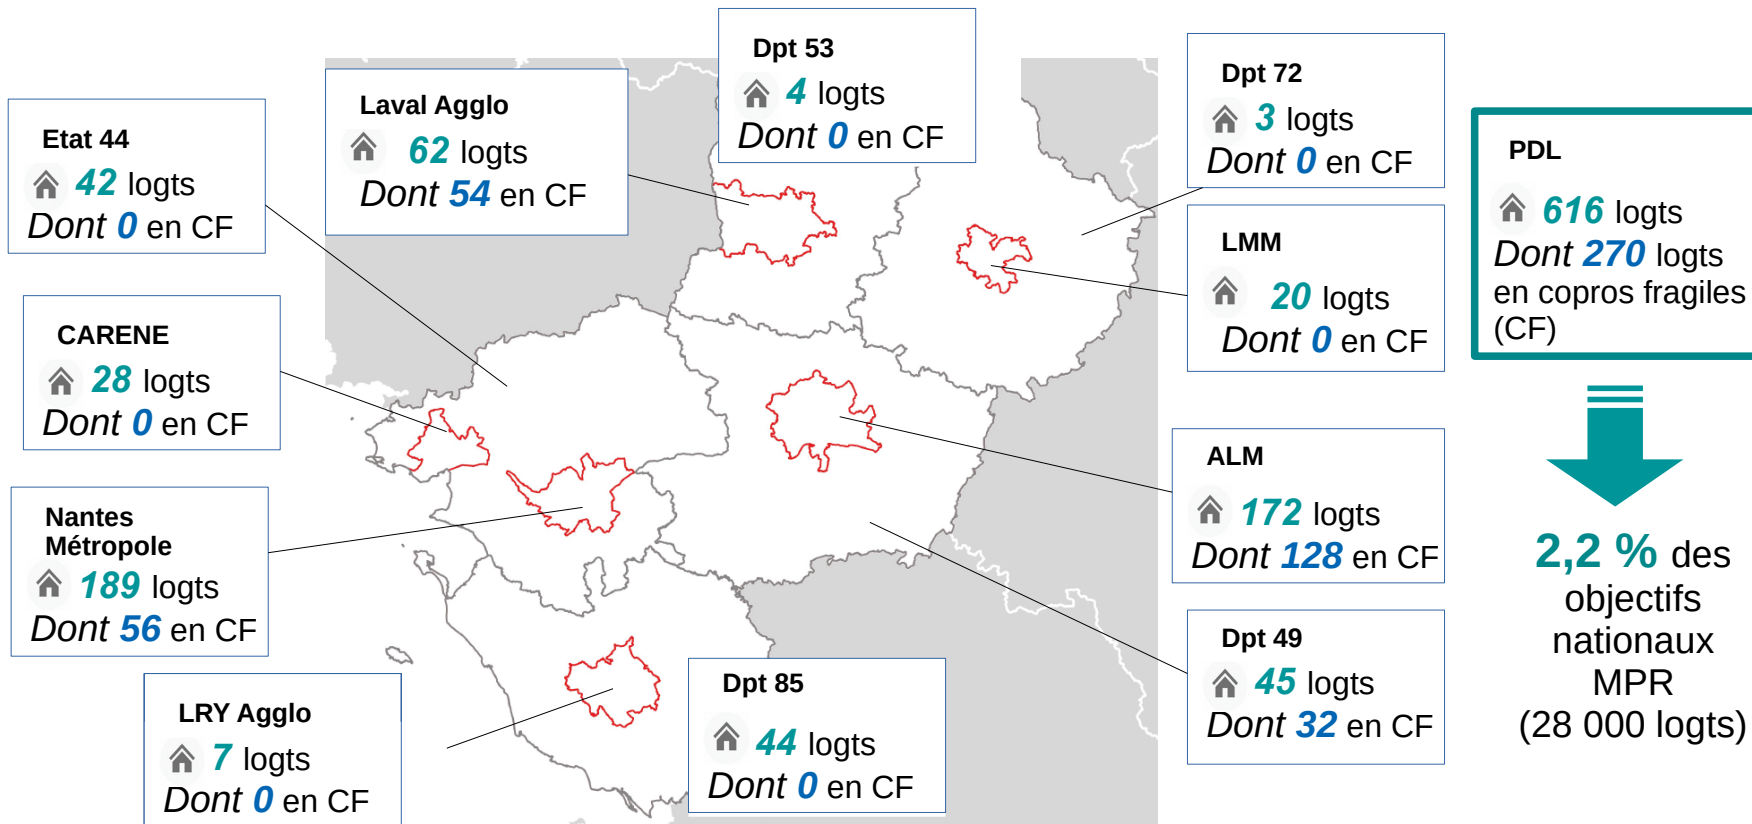 Dpt 53
4 logts
Dont 0 en CF
Dpt 72
3 logts
Dont 0 en CF
Laval Agglo
62 logts
Dont 54 en CF
Etat 44
42 logts
Dont 0 en CF
PDL
616 logts
Dont 270 logts
en copros fragiles
(CF)
LMM
20 logts
Dont 0 en CF
CARENE
28 logts
Dont 0 en CF
ALM
172 logts
Dont 128 en CF
Nantes
Métropole
189 logts
Dont 56 en CF
2,2 % des
objectifs
nationaux
MPR
(28 000 logts)
Dpt 49
45 logts
Dont 32 en CF
LRY Agglo
7 logts
Dont 0 en CF
Dpt 85
44 logts
Dont 0 en CF